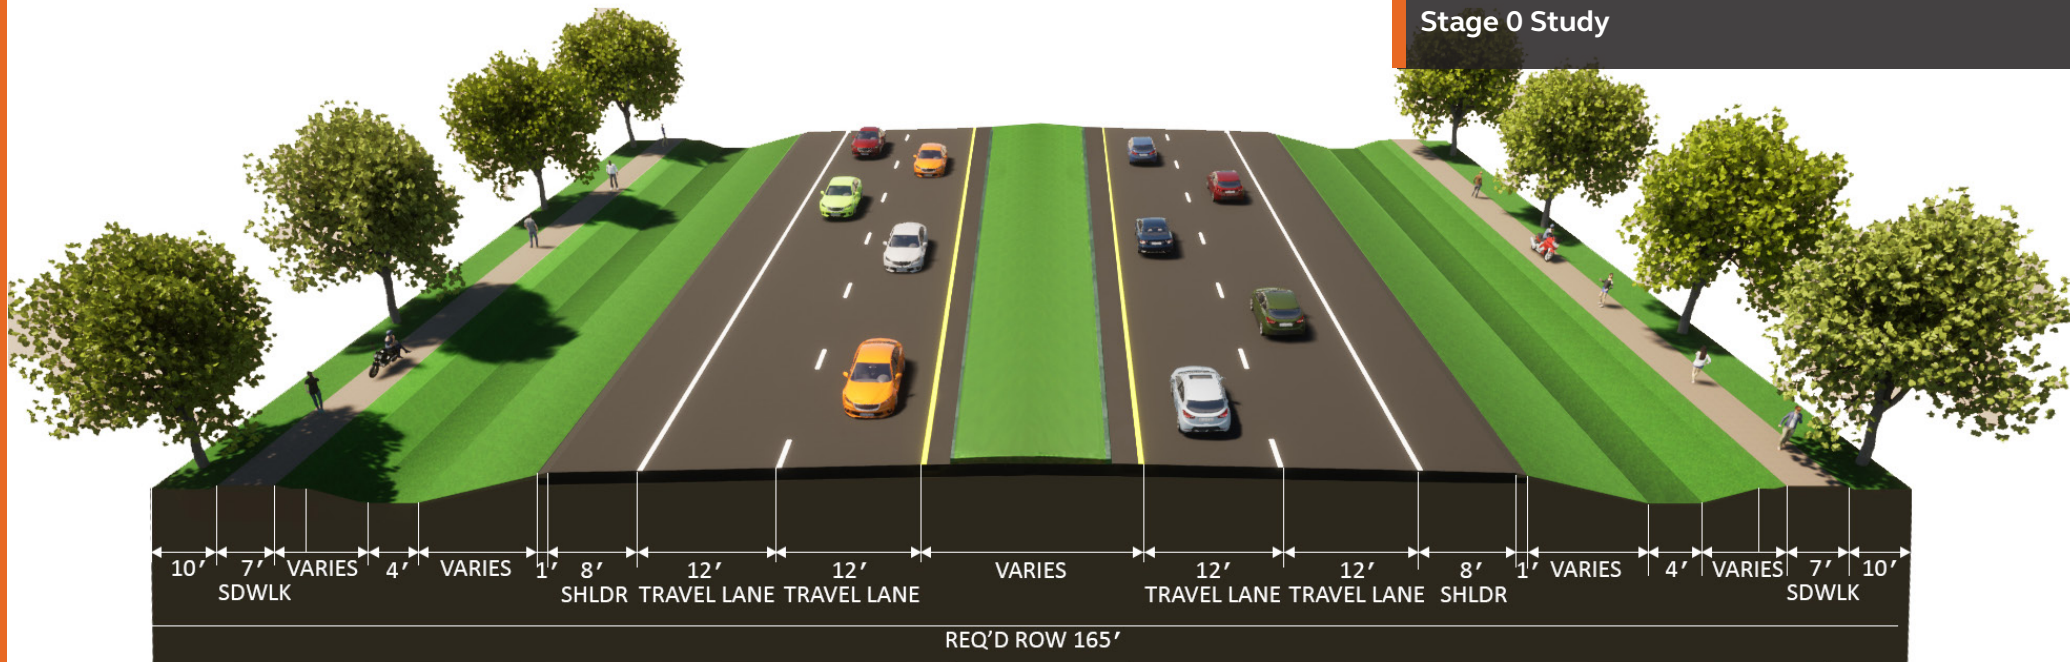 Stage 0 Study
10′ 7′ VARIES 4′ VARIES 1′ 8′ 12′ 12′ VARIES 12′ 12′ 8′ 1′ VARIES 4′ VARIES 7′ 10′
SDWLK SHLDR TRAVEL LANE TRAVEL LANE TRAVEL LANE TRAVEL LANE SHLDR SDWLK
REQ’D ROW 165′